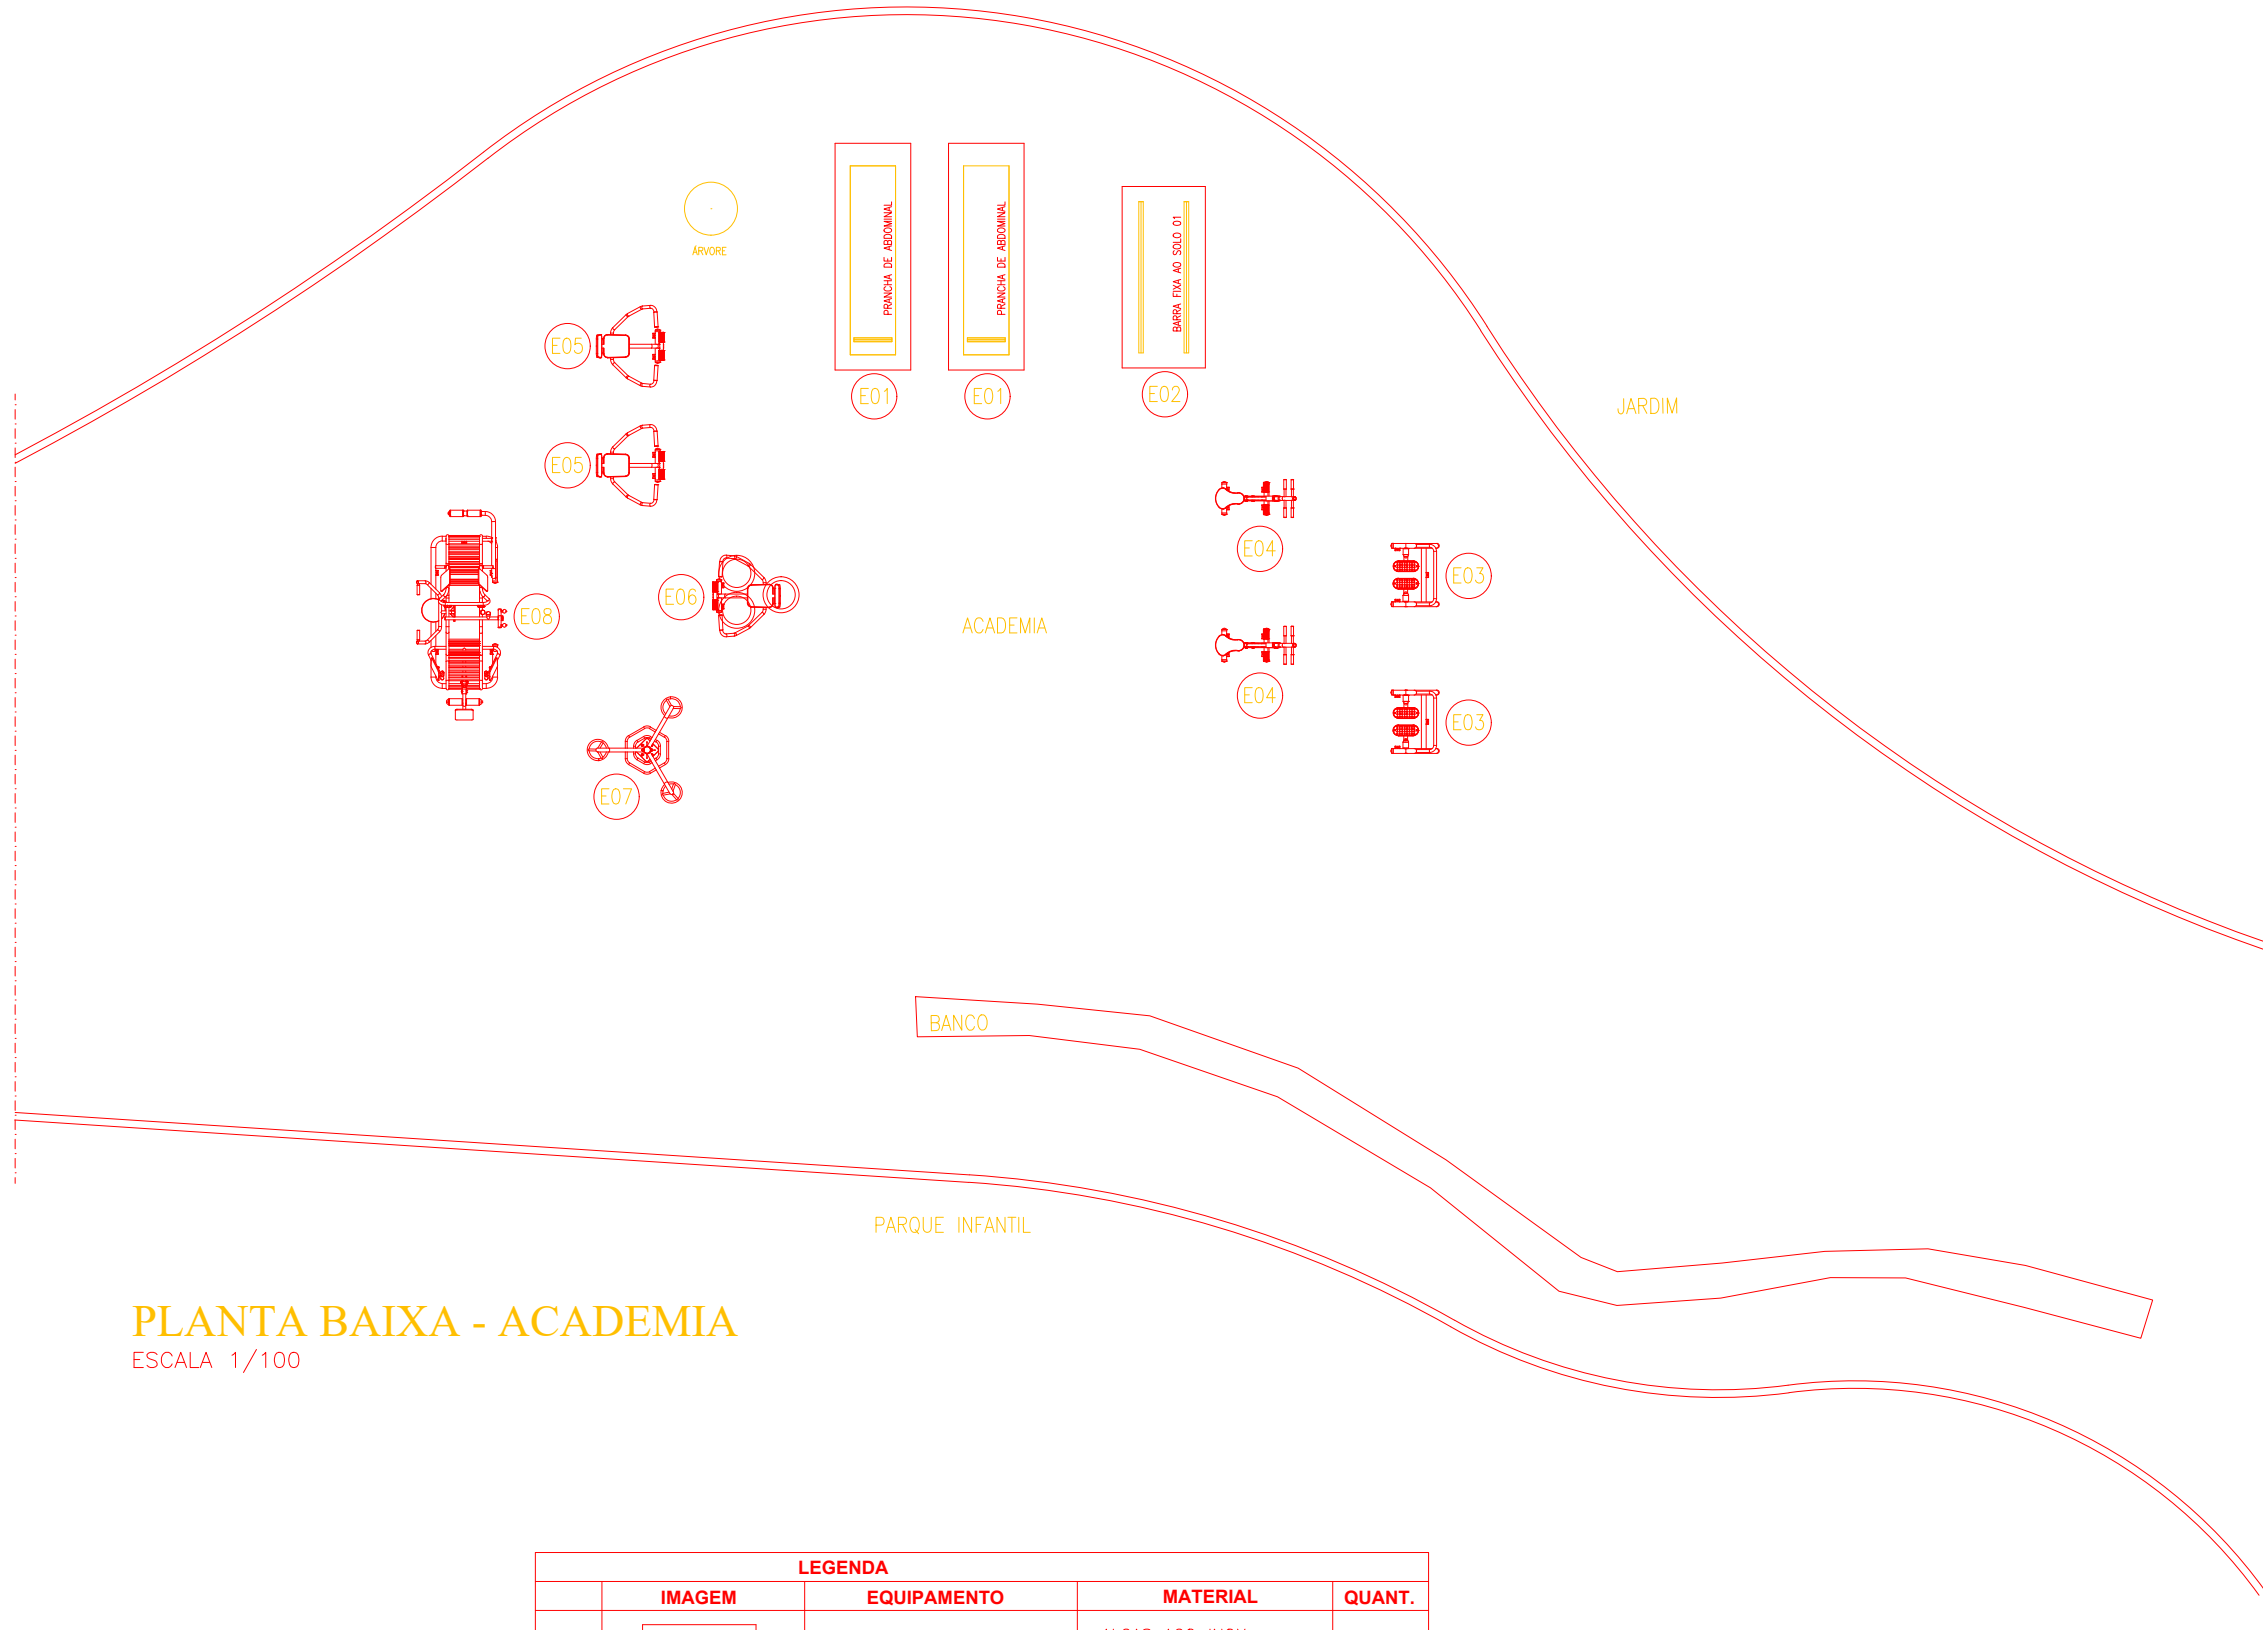 ÁRVORE
PRANCHA DE ABDOMINAL
PRANCHA DE ABDOMINAL
BARRA FIXA AO SOLO 01
E05
E01
E01
E02
JARDIM
E05
E04
E03
E06
E08
ACADEMIA
E04
E03
E07
BANCO
PARQUE INFANTIL
PLANTA BAIXA - ACADEMIA
ESCALA 1/100
LEGENDA
IMAGEM EQUIPAMENTO MATERIAL QUANT.